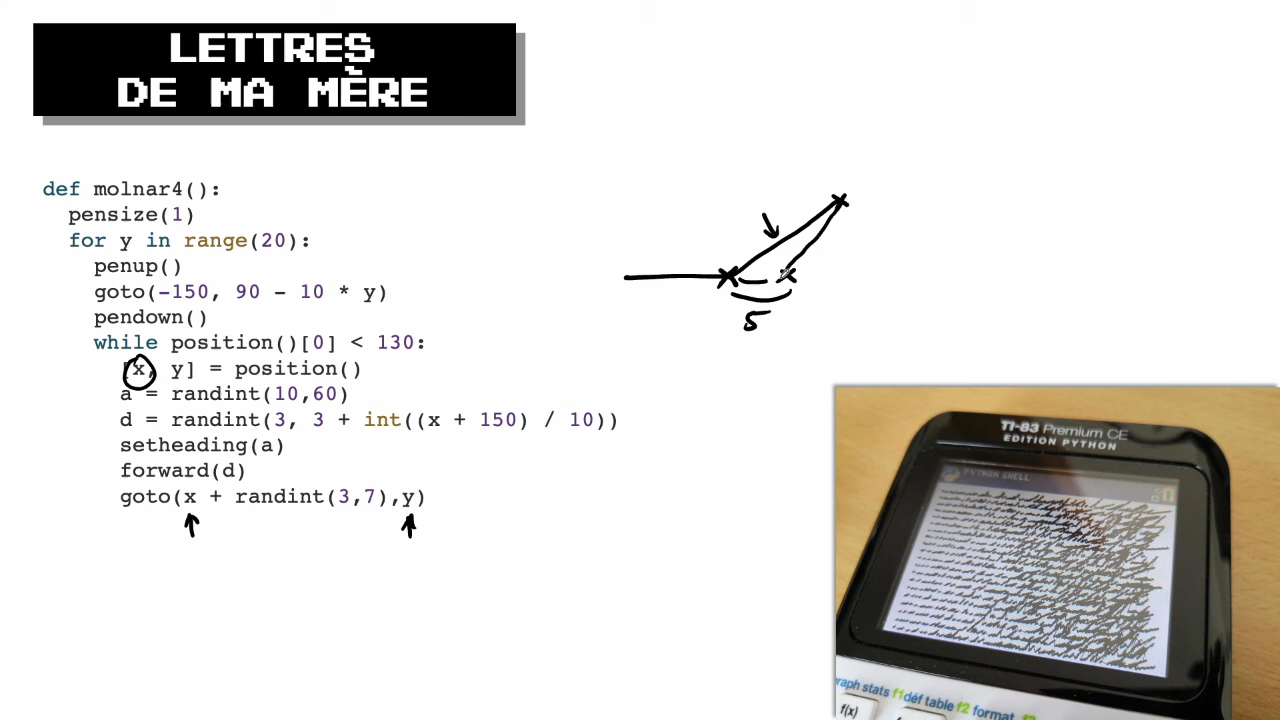 LETTRES
DE MA MÈRE
def molnar4():
pensize(1)
for y in range(20):
penup()
goto(-150, 90 - 10 * y)
pendown()
while position()[0] < 130:
[x, y] = position()
a = randint(10,60)
d = randint(3, 3 + int((x + 150) / 10))
setheading(a)
forward(d)
goto(x + randint(3,7),y)
5
TI-83 Premium CE
EDITION PYTHON
PYTHON SHELL
raph stats f1 déf table f2 format f3
f(x)